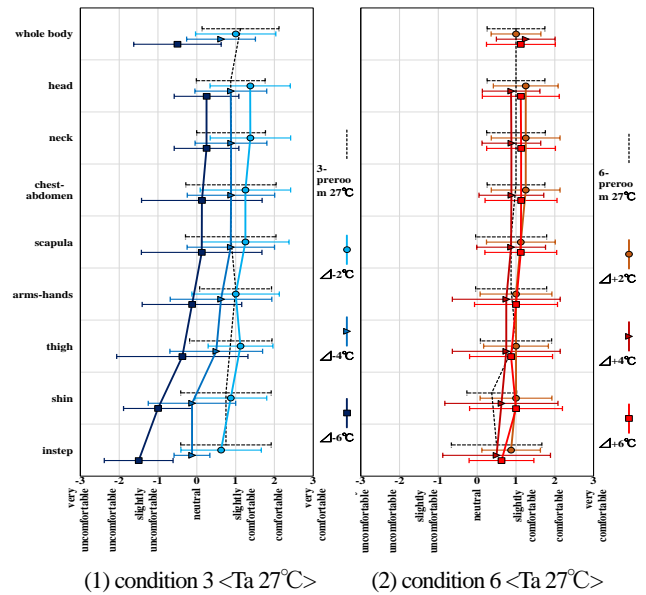 whole body
head
neck
chest-
abdomen
scapula
arms-hands
thigh
shin
instep
-3 -2 -1 0 1 2 3
very
uncomfortable
uncomfortable
slightly
uncomfortable
neutral
slightly
comfortable
comfortable
very
comfortable
3-
preroo
m 27℃
⊿-2℃
⊿-4℃
⊿-6℃
(1) condition 3 <Ta 27℃>
-3 -2 -1 0 1 2 3
uncomfortable
uncomfortable
slightly
uncomfortable
neutral
slightly
comfortable
comfortable
very
comfortable
6-
preroo
m 27℃
⊿+2℃
⊿+4℃
⊿+6℃
(2) condition 6 <Ta 27℃>